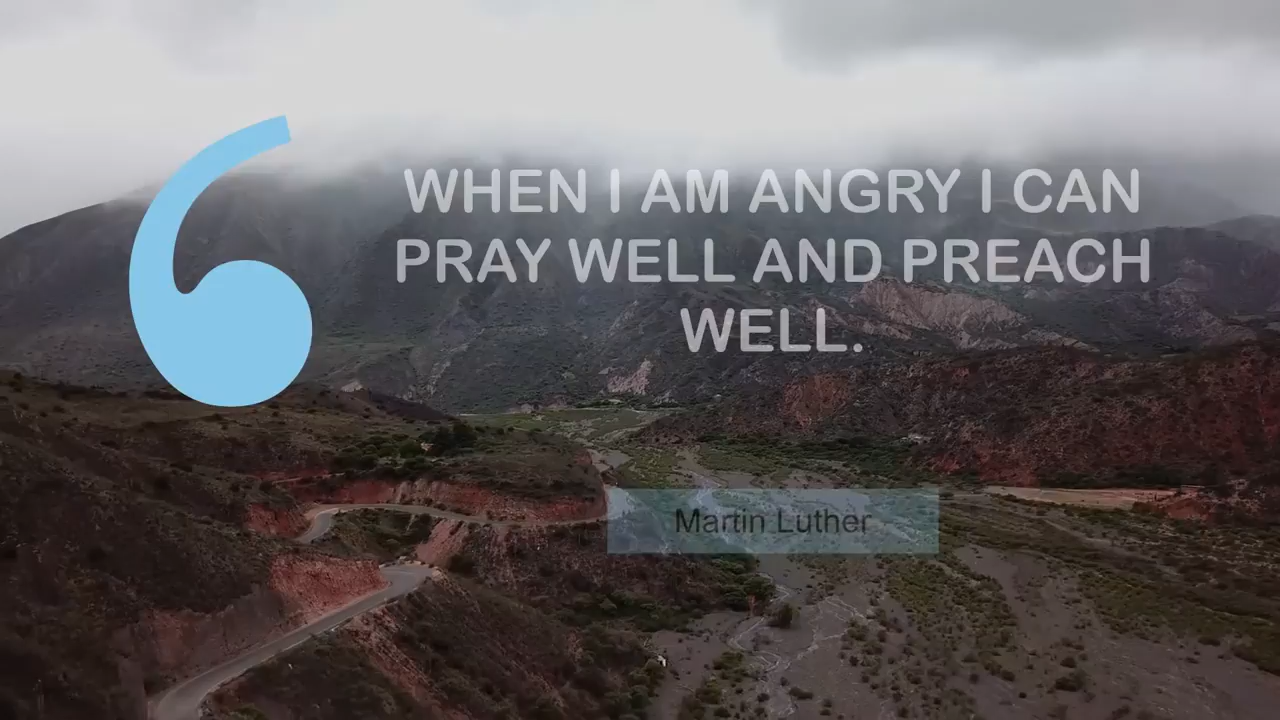 WHEN I AM ANGRY I CAN
PRAY WELL AND PREACH
WELL.
Martin Luther